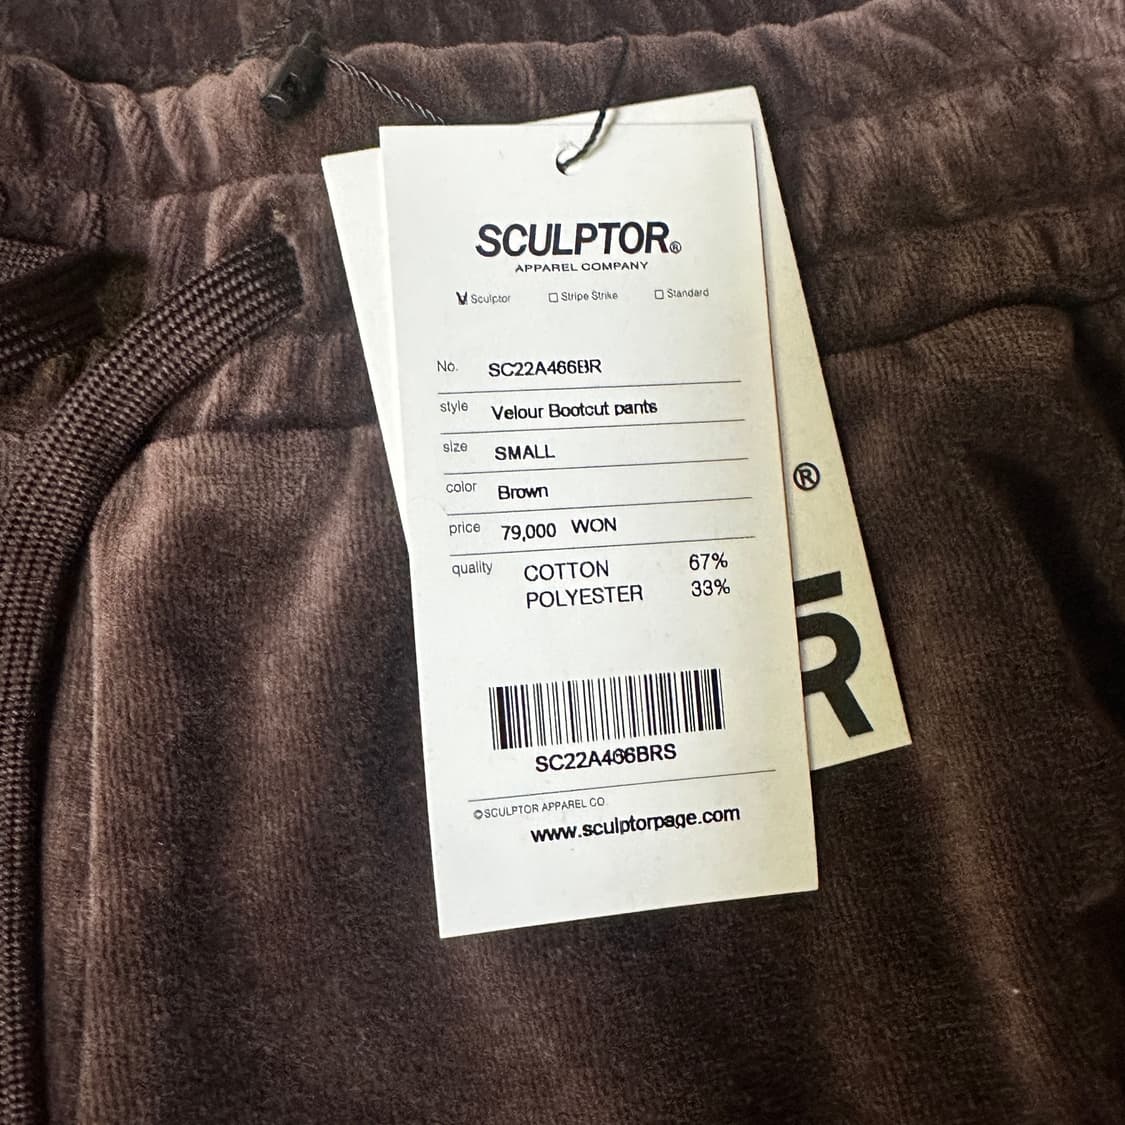 SCULPTOR®
APPAREL COMPANY
Sculptor Stripe Strike Standard
No. SC22A466BR
style Velour Bootcut pants
size SMALL
color Brown
price 79,000 WON
quality COTTON 67%
POLYESTER 33%
SC22A466BRS
©SCULPTOR APPAREL CO.
www.sculptorpage.com
®
R